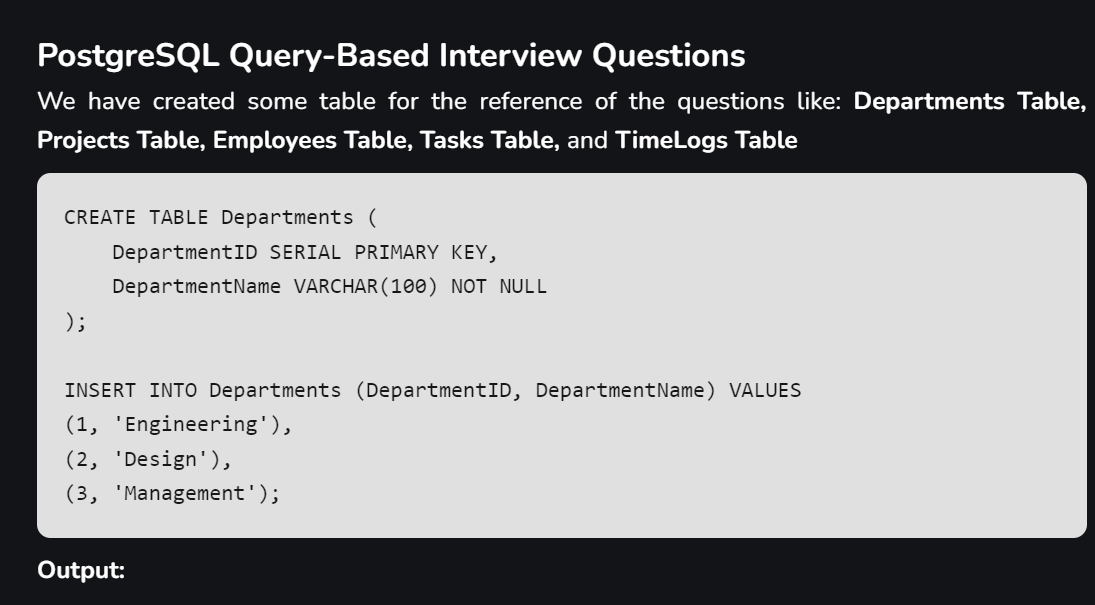 PostgreSQL Query-Based Interview Questions
We have created some table for the reference of the questions like: Departments Table,
Projects Table, Employees Table, Tasks Table, and TimeLogs Table
CREATE TABLE Departments (
    DepartmentID SERIAL PRIMARY KEY,
    DepartmentName VARCHAR(100) NOT NULL
);
INSERT INTO Departments (DepartmentID, DepartmentName) VALUES
(1, 'Engineering'),
(2, 'Design'),
(3, 'Management');
Output: